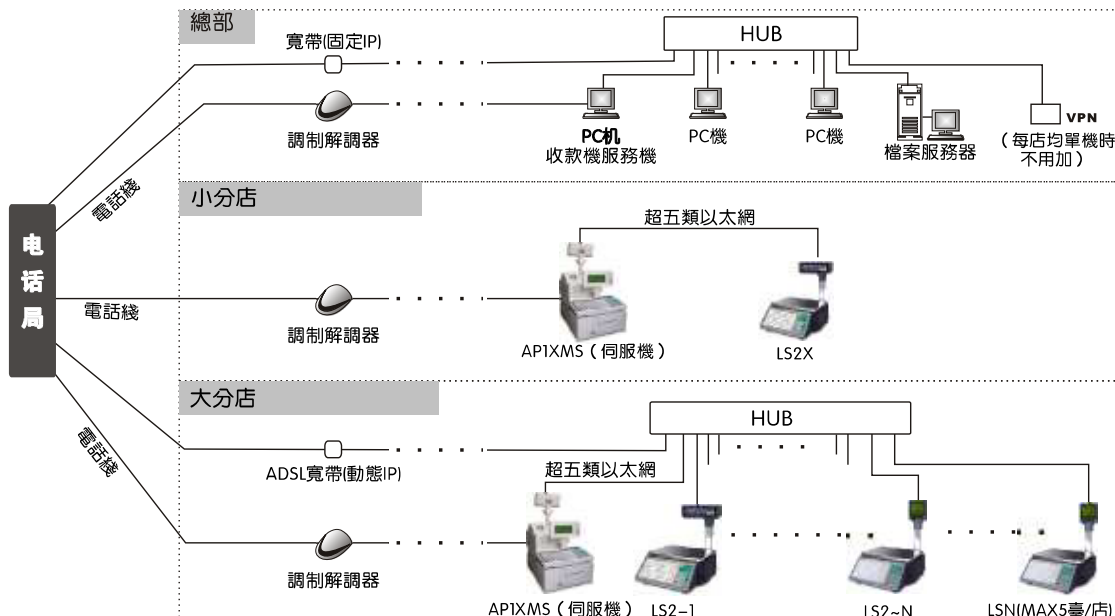 總部
寬帶(固定IP)
HUB
調制解調器
PC机
收款機服務機
PC機
PC機
檔案服務器
VPN
(每店均單機時
不用加)
電話綫
电话局
小分店
超五類以太網
電話綫
調制解調器
AP1XMS(伺服機)
LS2X
大分店
HUB
電話綫
ADSL寬帶(動態IP)
超五類以太網
調制解調器
AP1XMS(伺服機)
LS2-1
LS2~N
LSN(MAX5臺/店)